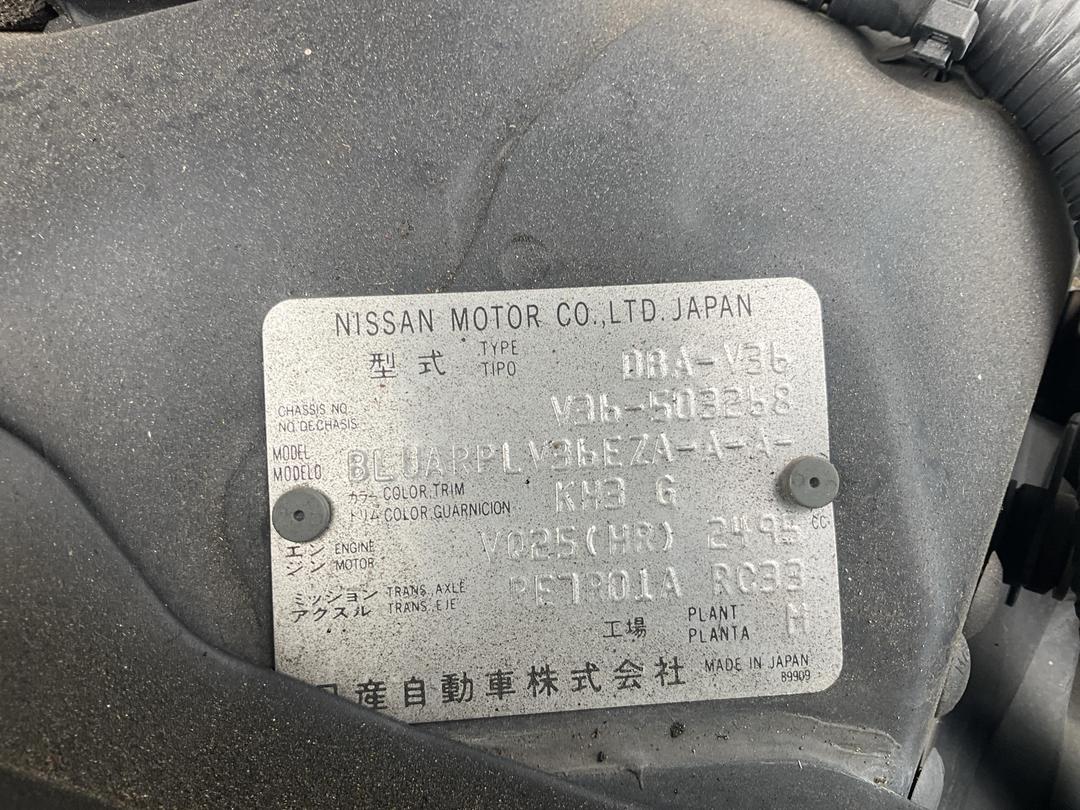 NISSAN MOTOR CO.,LTD. JAPAN
型式 TYPE TIPO DBA-V36
CHASSIS NO. NO. DE CHASIS V36-503268
MODEL MODELO BLUARPLV36EZA-A-A-
カラー COLOR,TRIM トリム COLOR,GUARNICION KH3 G
エンジン ENGINE MOTOR VQ25(HR) 2495 CC
ミッション アクスル TRANS. AXLE TRANS. EJE RE7R01A RC33
工場 PLANT PLANTA M
産自動車株式会社 MADE IN JAPAN
89909